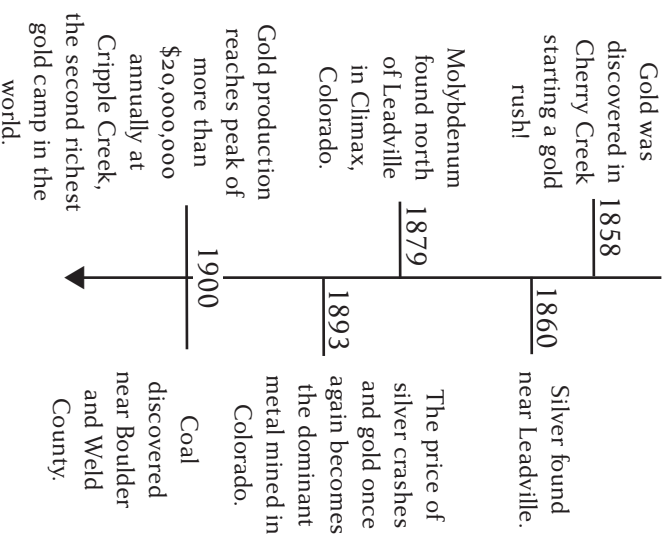 Gold was
discovered in
Cherry Creek
starting a gold
rush!
1858
1860
Silver found
near Leadville.
Molybdenum
found north
of Leadville
in Climax,
Colorado.
1879
1893
The price of
silver crashes
and gold once
again becomes
the dominant
metal mined in
Colorado.
Gold production
reaches peak of
more than
$20,000,000
annually at
Cripple Creek,
the second richest
gold camp in the
world.
1900
Coal
discovered
near Boulder
and Weld
County.